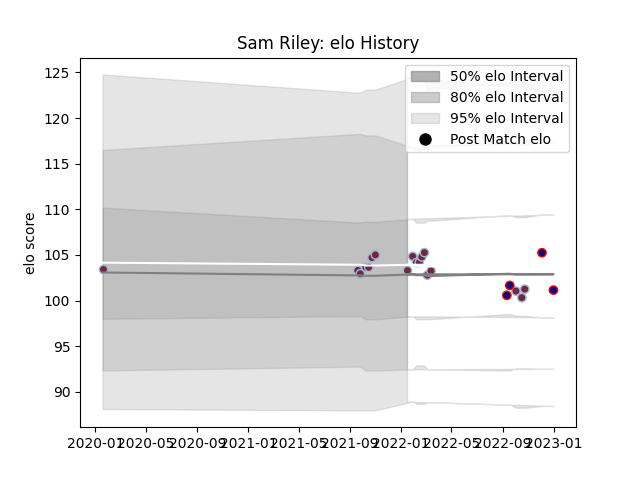 Sam Riley: elo History
50% elo Interval
80% elo Interval
95% elo Interval
Post Match elo
elo score
125
120
115
110
105
100
95
90
2020-01 2020-05 2020-09 2021-01 2021-05 2021-09 2022-01 2022-05 2022-09 2023-01